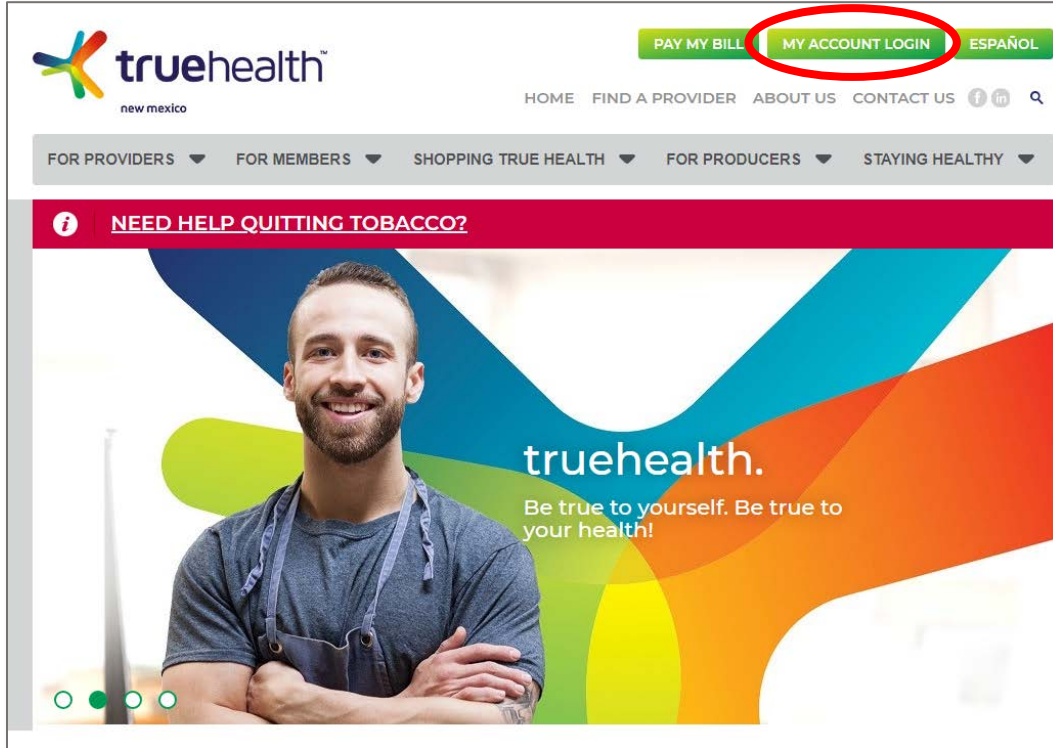 PAY MY BILL MY ACCOUNT LOGIN ESPAÑOL
truehealth™
new mexico
HOME FIND A PROVIDER ABOUT US CONTACT US f in
FOR PROVIDERS FOR MEMBERS SHOPPING TRUE HEALTH FOR PRODUCERS STAYING HEALTHY
i NEED HELP QUITTING TOBACCO?
truehealth.
Be true to yourself. Be true to
your health!